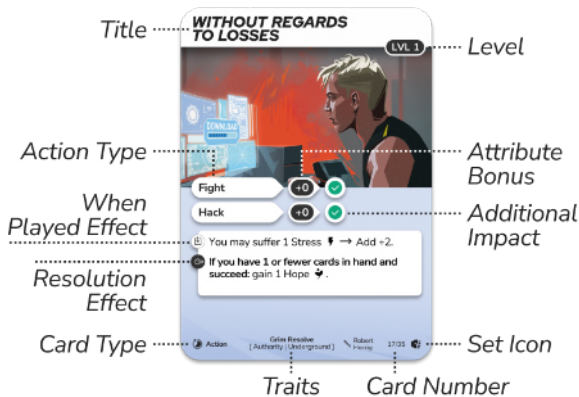 Title
WITHOUT REGARDS
TO LOSSES
LVL 1
Level
DOWNLOAD
Action Type
Attribute
Bonus
Fight +0
Hack +0
Additional
Impact
When
Played Effect
You may suffer 1 Stress → Add +2.
Resolution
Effect
If you have 1 or fewer cards in hand and
succeed: gain 1 Hope .
Card Type
Action
Grim Resolve
[ Authority | Underground ]
Robert
17/35
Set Icon
Traits
Card Number